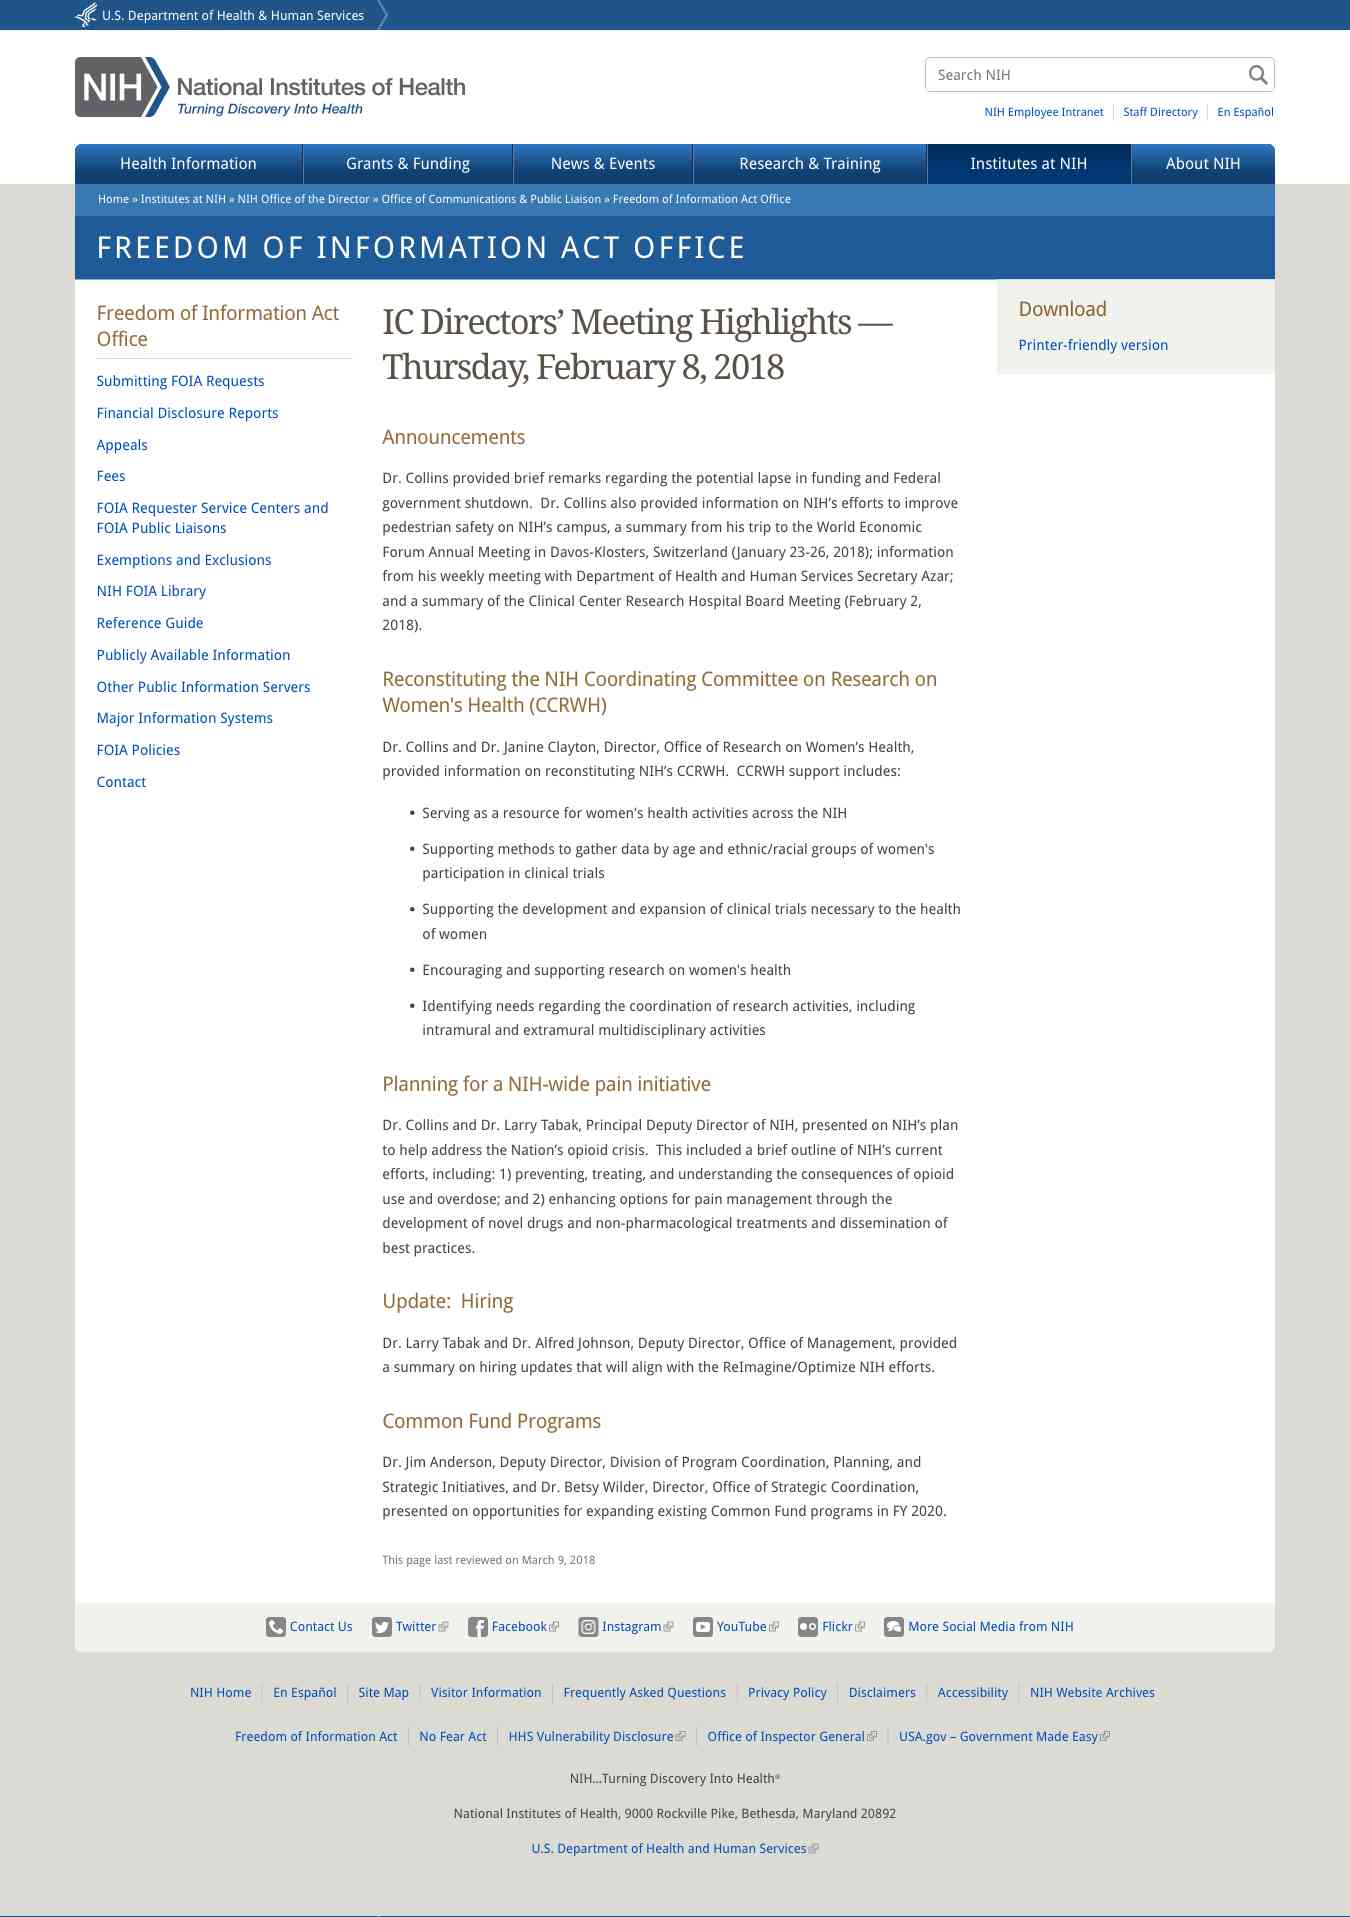 U.S. Department of Health & Human Services
NIH National Institutes of Health
Turning Discovery Into Health
Search NIH
NIH Employee Intranet
Staff Directory
En Español
Health Information
Grants & Funding
News & Events
Research & Training
Institutes at NIH
About NIH
Home » Institutes at NIH » NIH Office of the Director » Office of Communications & Public Liaison » Freedom of Information Act Office
FREEDOM OF INFORMATION ACT OFFICE
Freedom of Information Act
Office
Submitting FOIA Requests
Financial Disclosure Reports
Appeals
Fees
FOIA Requester Service Centers and
FOIA Public Liaisons
Exemptions and Exclusions
NIH FOIA Library
Reference Guide
Publicly Available Information
Other Public Information Servers
Major Information Systems
FOIA Policies
Contact
IC Directors’ Meeting Highlights —
Thursday, February 8, 2018
Announcements
Dr. Collins provided brief remarks regarding the potential lapse in funding and Federal
government shutdown.  Dr. Collins also provided information on NIH’s efforts to improve
pedestrian safety on NIH’s campus, a summary from his trip to the World Economic
Forum Annual Meeting in Davos-Klosters, Switzerland (January 23-26, 2018); information
from his weekly meeting with Department of Health and Human Services Secretary Azar;
and a summary of the Clinical Center Research Hospital Board Meeting (February 2,
2018).
Reconstituting the NIH Coordinating Committee on Research on
Women's Health (CCRWH)
Dr. Collins and Dr. Janine Clayton, Director, Office of Research on Women’s Health,
provided information on reconstituting NIH’s CCRWH.  CCRWH support includes:
• Serving as a resource for women's health activities across the NIH
• Supporting methods to gather data by age and ethnic/racial groups of women's
participation in clinical trials
• Supporting the development and expansion of clinical trials necessary to the health
of women
• Encouraging and supporting research on women's health
• Identifying needs regarding the coordination of research activities, including
intramural and extramural multidisciplinary activities
Planning for a NIH-wide pain initiative
Dr. Collins and Dr. Larry Tabak, Principal Deputy Director of NIH, presented on NIH’s plan
to help address the Nation’s opioid crisis.  This included a brief outline of NIH’s current
efforts, including: 1) preventing, treating, and understanding the consequences of opioid
use and overdose; and 2) enhancing options for pain management through the
development of novel drugs and non-pharmacological treatments and dissemination of
best practices.
Update:  Hiring
Dr. Larry Tabak and Dr. Alfred Johnson, Deputy Director, Office of Management, provided
a summary on hiring updates that will align with the ReImagine/Optimize NIH efforts.
Common Fund Programs
Dr. Jim Anderson, Deputy Director, Division of Program Coordination, Planning, and
Strategic Initiatives, and Dr. Betsy Wilder, Director, Office of Strategic Coordination,
presented on opportunities for expanding existing Common Fund programs in FY 2020.
This page last reviewed on March 9, 2018
Download
Printer-friendly version
Contact Us
Twitter
Facebook
Instagram
YouTube
Flickr
More Social Media from NIH
NIH Home
En Español
Site Map
Visitor Information
Frequently Asked Questions
Privacy Policy
Disclaimers
Accessibility
NIH Website Archives
Freedom of Information Act
No Fear Act
HHS Vulnerability Disclosure
Office of Inspector General
USA.gov – Government Made Easy
NIH…Turning Discovery Into Health®
National Institutes of Health, 9000 Rockville Pike, Bethesda, Maryland 20892
U.S. Department of Health and Human Services